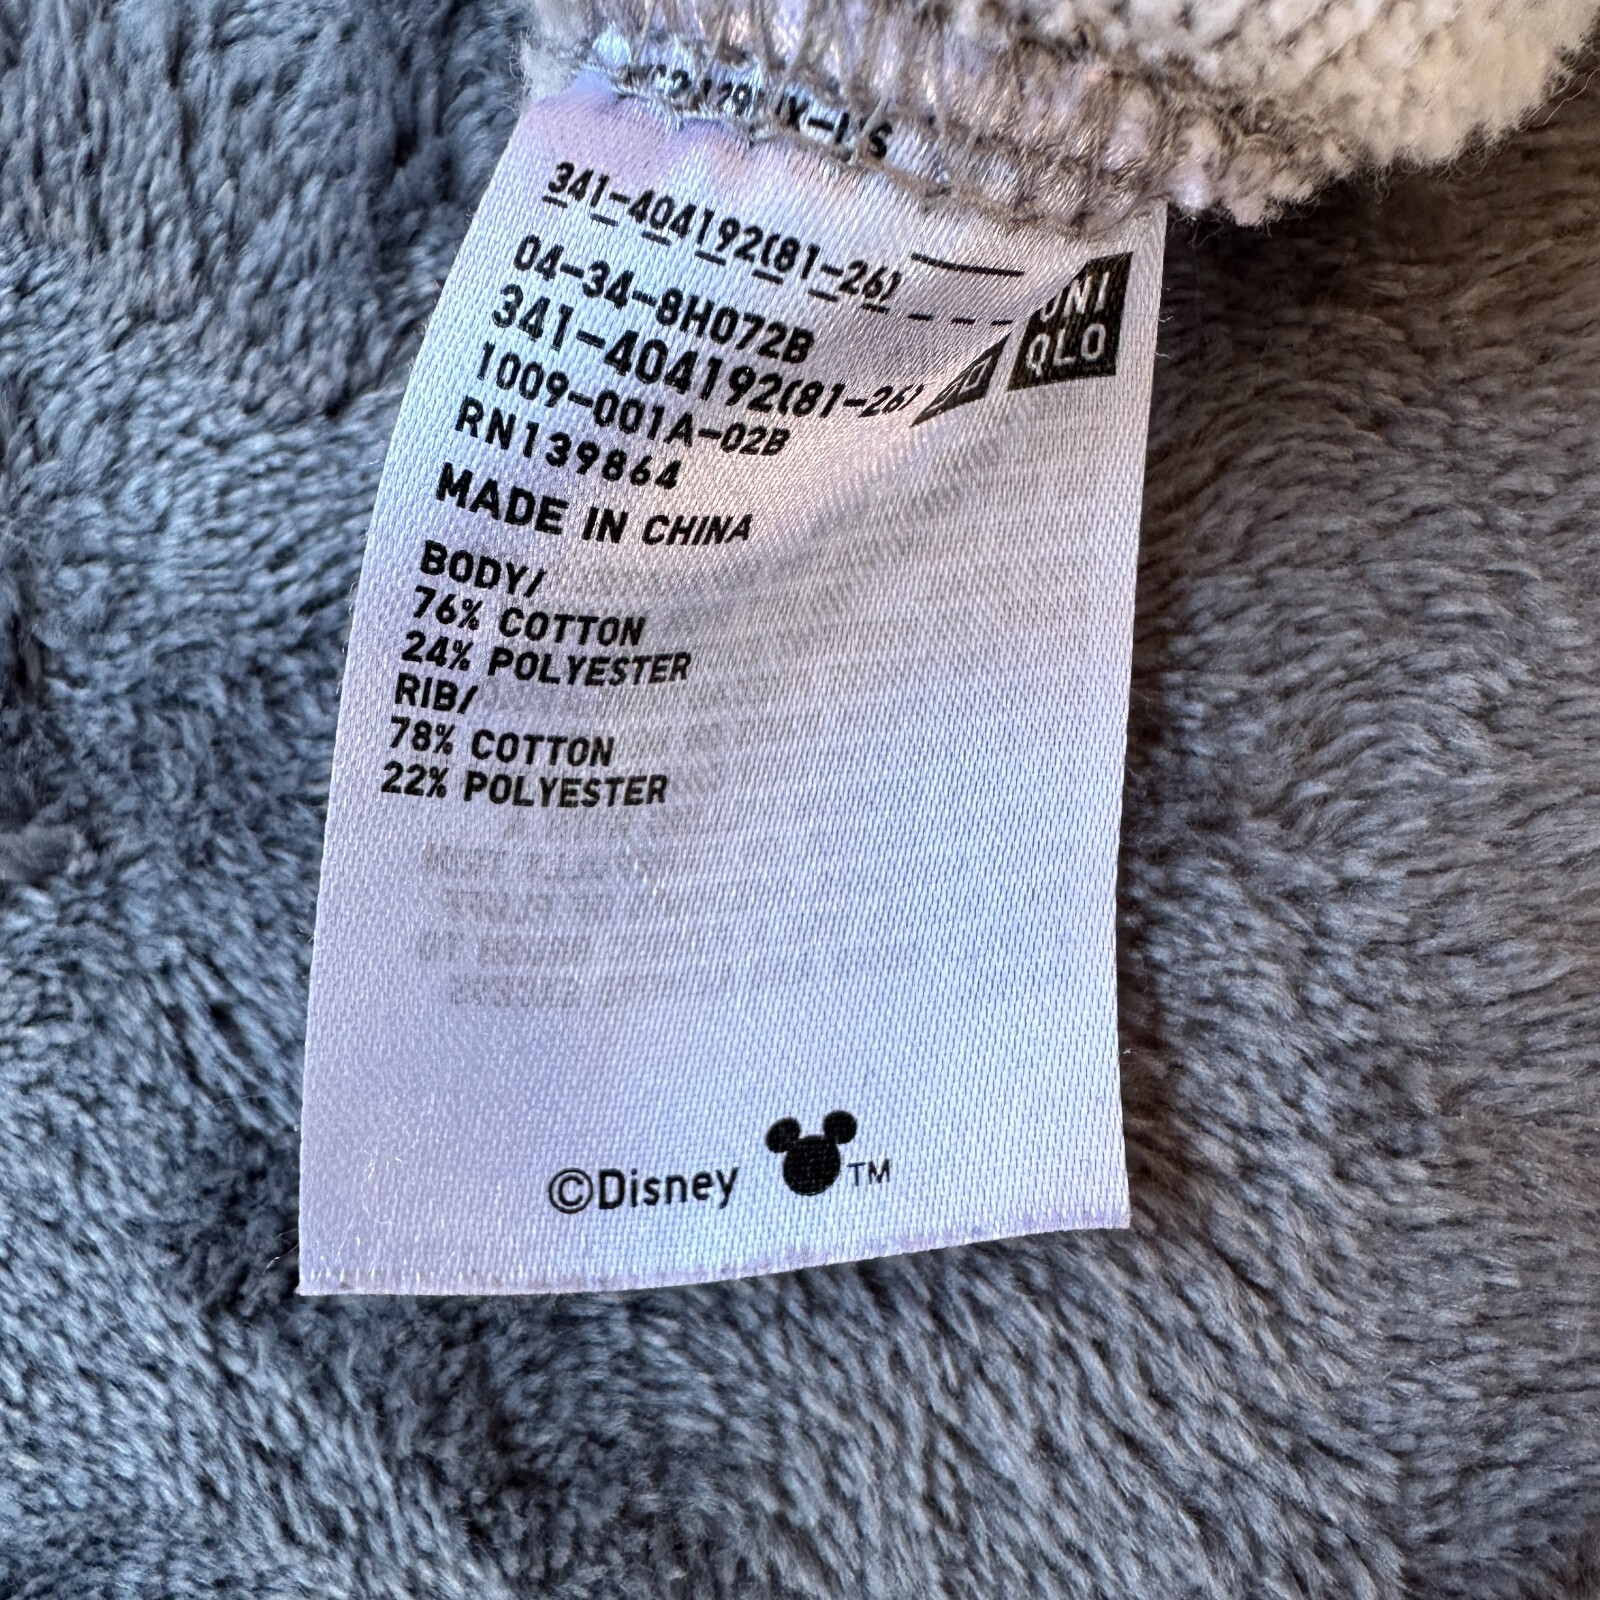 341-404192(81-26)
04-34-8H072B
341-404192(81-26)
1009-001A-02B
RN139864
UNI
QLO
MADE IN CHINA
BODY/
76% COTTON
24% POLYESTER
RIB/
78% COTTON
22% POLYESTER
©Disney TM